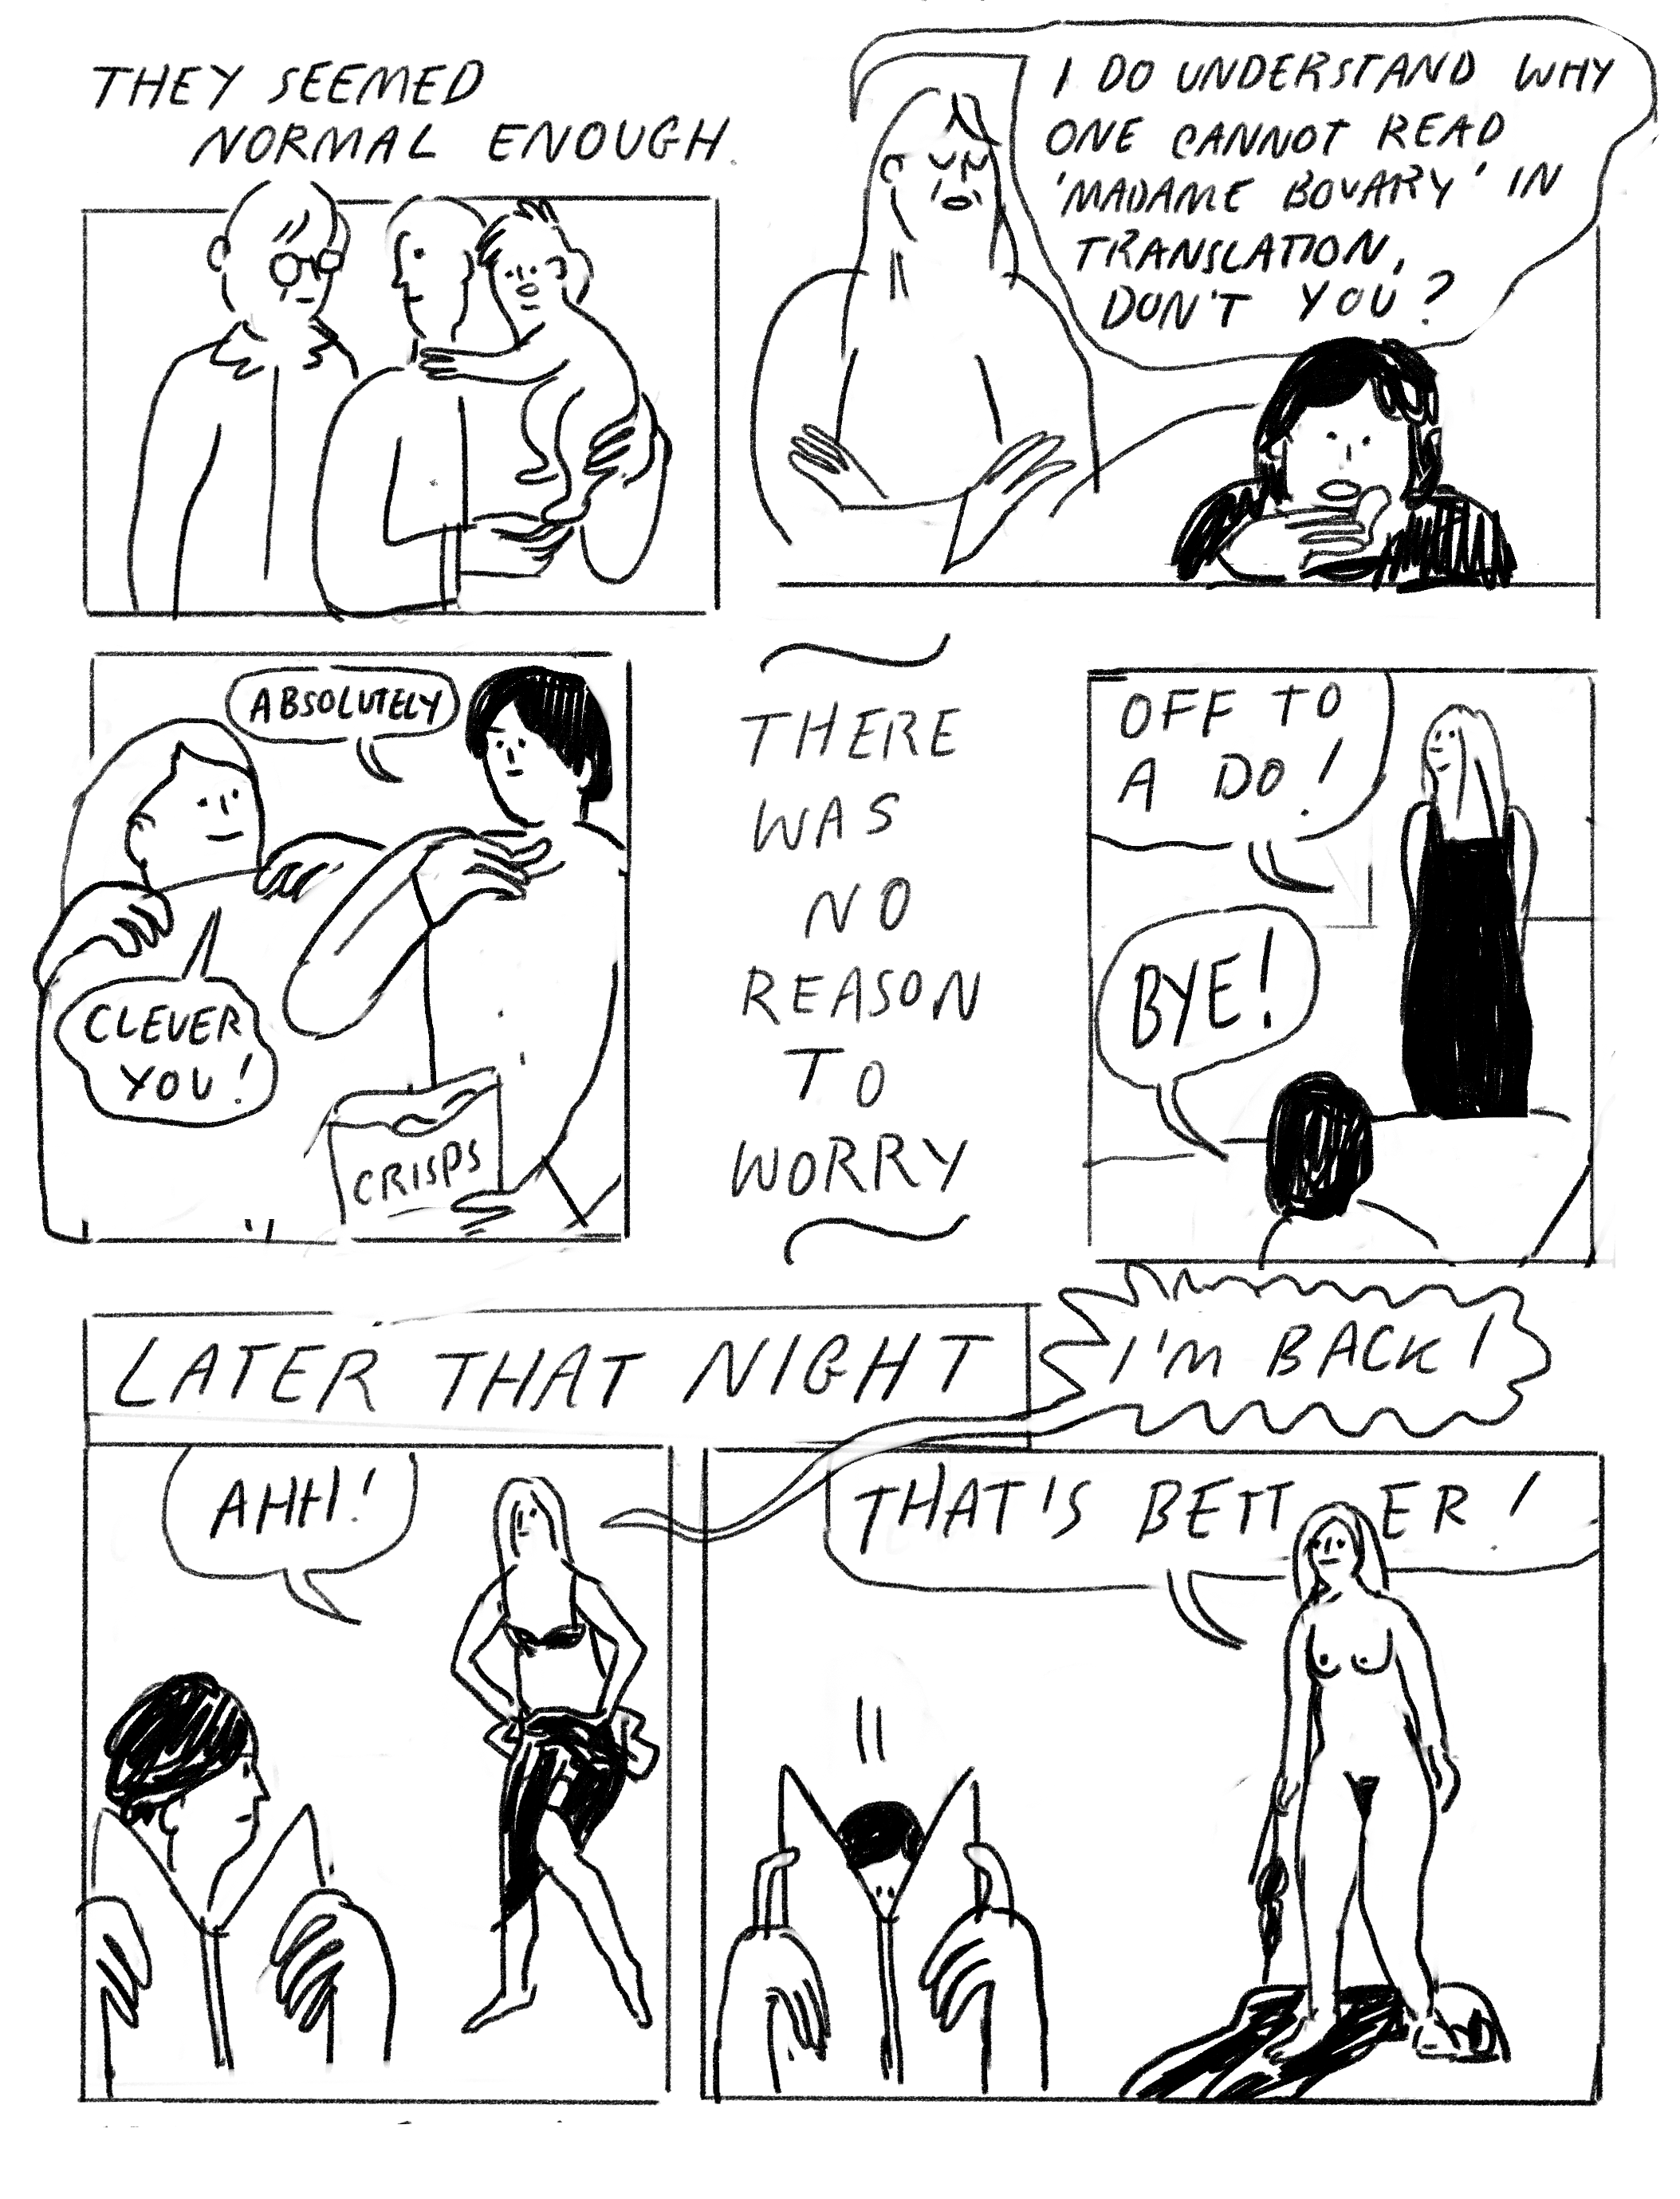 THEY SEEMED
NORMAL ENOUGH.
I DO UNDERSTAND WHY
ONE CANNOT READ
'MADAME BOVARY' IN
TRANSLATION,
DON'T YOU?
ABSOLUTELY
CLEVER
YOU!
CRISPS
THERE
WAS
NO
REASON
TO
WORRY
OFF TO
A DO!
BYE!
LATER THAT NIGHT
I'M BACK!
AHH!
THAT'S BETTER!